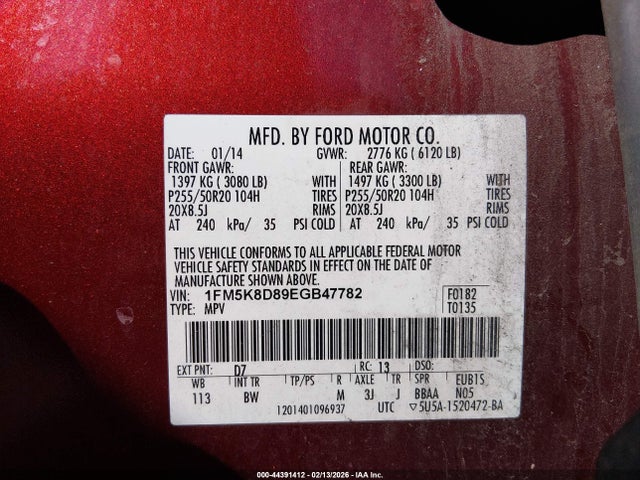 MFD. BY FORD MOTOR CO.
DATE: 01/14 GVWR: 2776 KG ( 6120 LB)
FRONT GAWR: REAR GAWR:
1397 KG ( 3080 LB) WITH 1497 KG ( 3300 LB) WITH
P255/50R20 104H TIRES P255/50R20 104H TIRES
20X8.5J RIMS 20X8.5J RIMS
AT 240 kPa/ 35 PSI COLD AT 240 kPa/ 35 PSI COLD
THIS VEHICLE CONFORMS TO ALL APPLICABLE FEDERAL MOTOR
VEHICLE SAFETY STANDARDS IN EFFECT ON THE DATE OF
MANUFACTURE SHOWN ABOVE.
VIN: 1FM5K8D89EGB47782 F0182
TYPE: MPV T0135
EXT PNT: D7 RC: 13 DSO:
WB INT TR TP/PS R AXLE TR SPR EUB1S
113 BW M 3J J BBAA N05
1201401096937 UTC ▽5U5A-1520472-BA
000-44391412 - 02/13/2026 - IAA Inc.